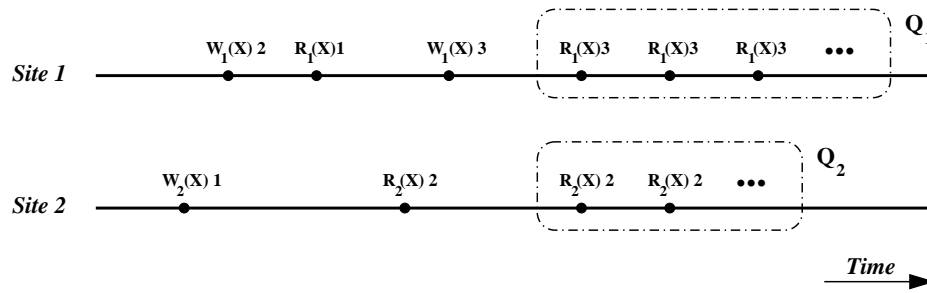 W1(X) 2 R1(X)1 W1(X) 3 R1(X)3 R1(X)3 R1(X)3 ••• Q1
Site 1
W2(X) 1 R2(X) 2 R2(X) 2 R2(X) 2 ••• Q2
Site 2
Time